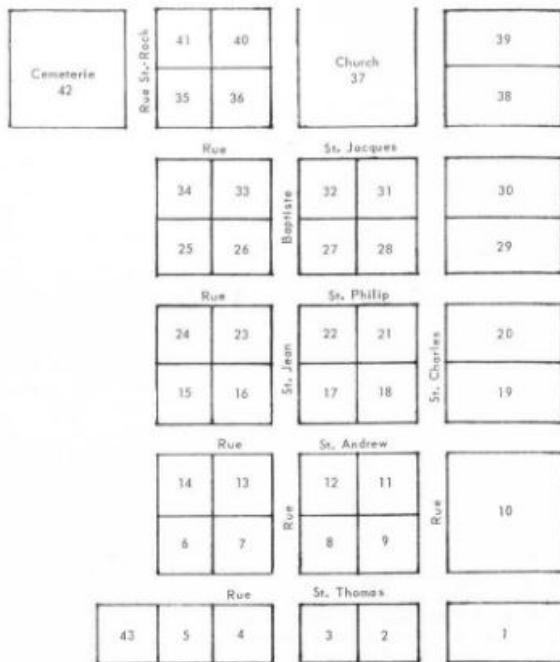 41 40 39
Rue St.-Rock
Cemeterie
42
Church
37
35 36 38
Rue St. Jacques
34 33 32 31 30
Rue St. Jean Baptiste
25 26 27 28 29
Rue St. Philip
24 23 22 21 20
Rue St. Charles
15 16 17 18 19
Rue St. Andrew
14 13 12 11
10
6 7 8 9
Rue St. Thomas
43 5 4 3 2 1